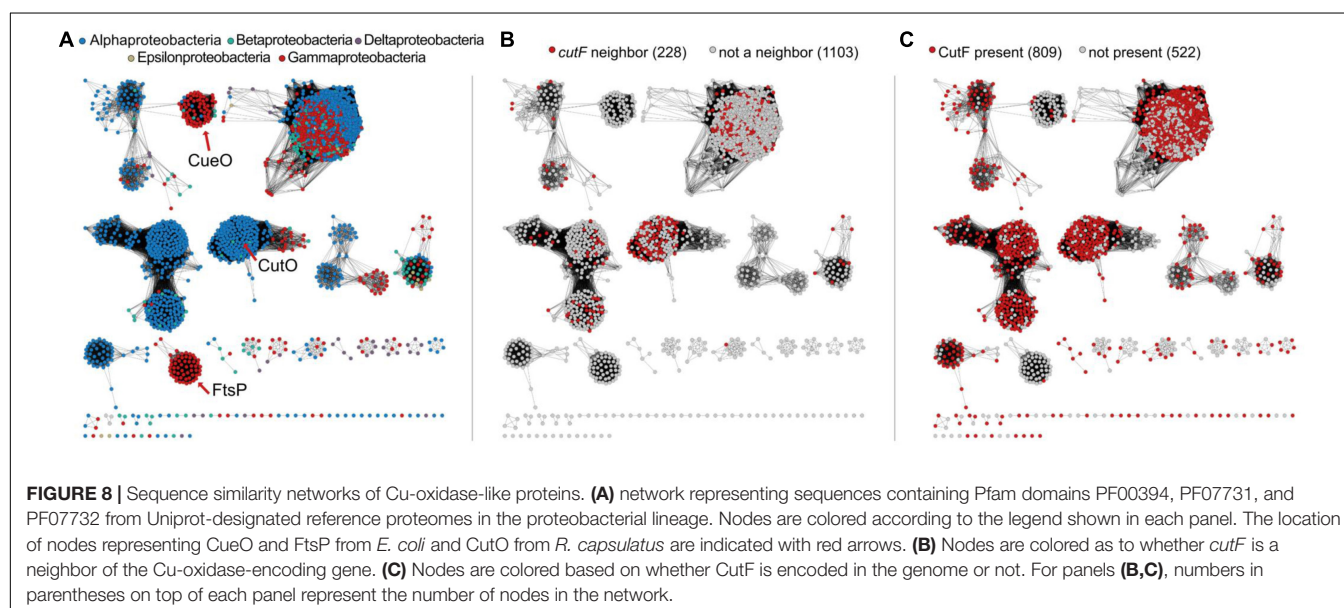 A
Alphaproteobacteria Betaproteobacteria Deltaproteobacteria
Epsilonproteobacteria Gammaproteobacteria
CueO
CutO
FtsP
B
cutF neighbor (228) not a neighbor (1103)
C
CutF present (809) not present (522)
FIGURE 8 | Sequence similarity networks of Cu-oxidase-like proteins. (A) network representing sequences containing Pfam domains PF00394, PF07731, and
PF07732 from Uniprot-designated reference proteomes in the proteobacterial lineage. Nodes are colored according to the legend shown in each panel. The location
of nodes representing CueO and FtsP from E. coli and CutO from R. capsulatus are indicated with red arrows. (B) Nodes are colored as to whether cutF is a
neighbor of the Cu-oxidase-encoding gene. (C) Nodes are colored based on whether CutF is encoded in the genome or not. For panels (B,C), numbers in
parentheses on top of each panel represent the number of nodes in the network.